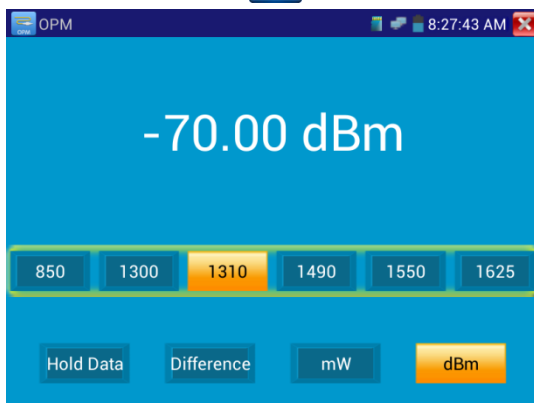 OPM OPM 8:27:43 AM
-70.00 dBm
850 1300 1310 1490 1550 1625
Hold Data Difference mW dBm